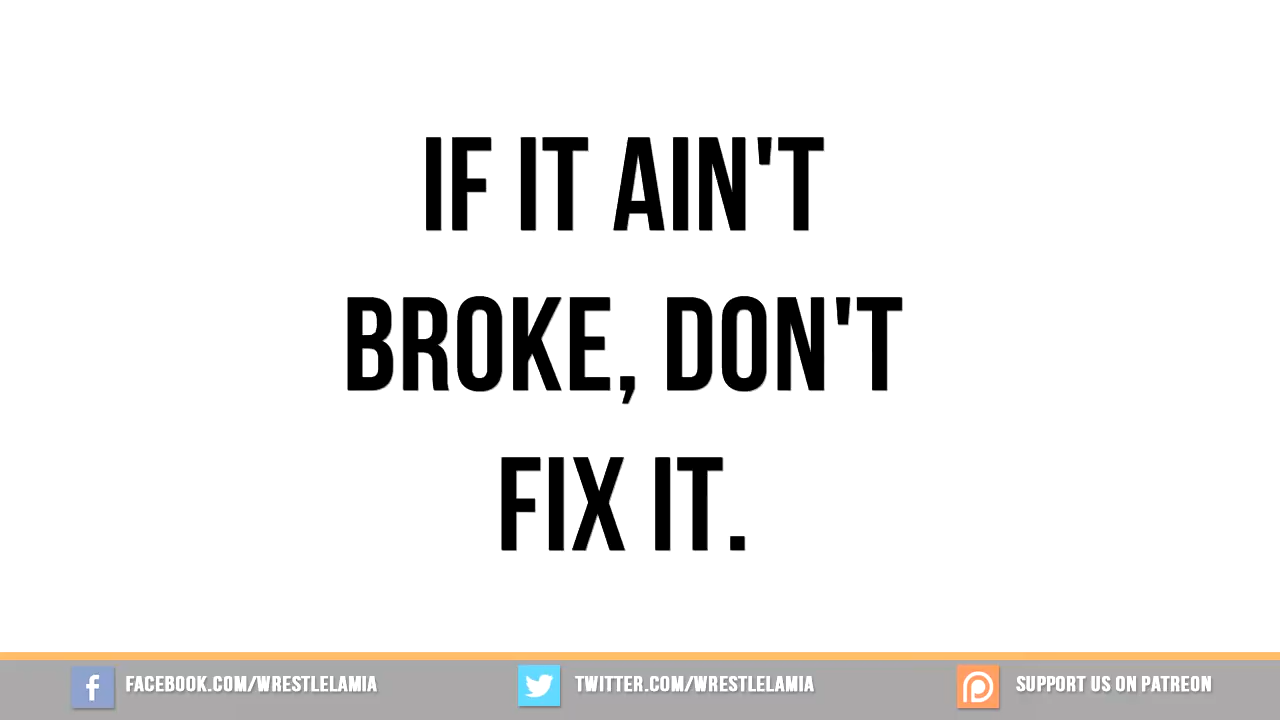 IF IT AIN'T
BROKE, DON'T
FIX IT.
FACEBOOK.COM/WRESTLELAMIA
TWITTER.COM/WRESTLELAMIA
SUPPORT US ON PATREON